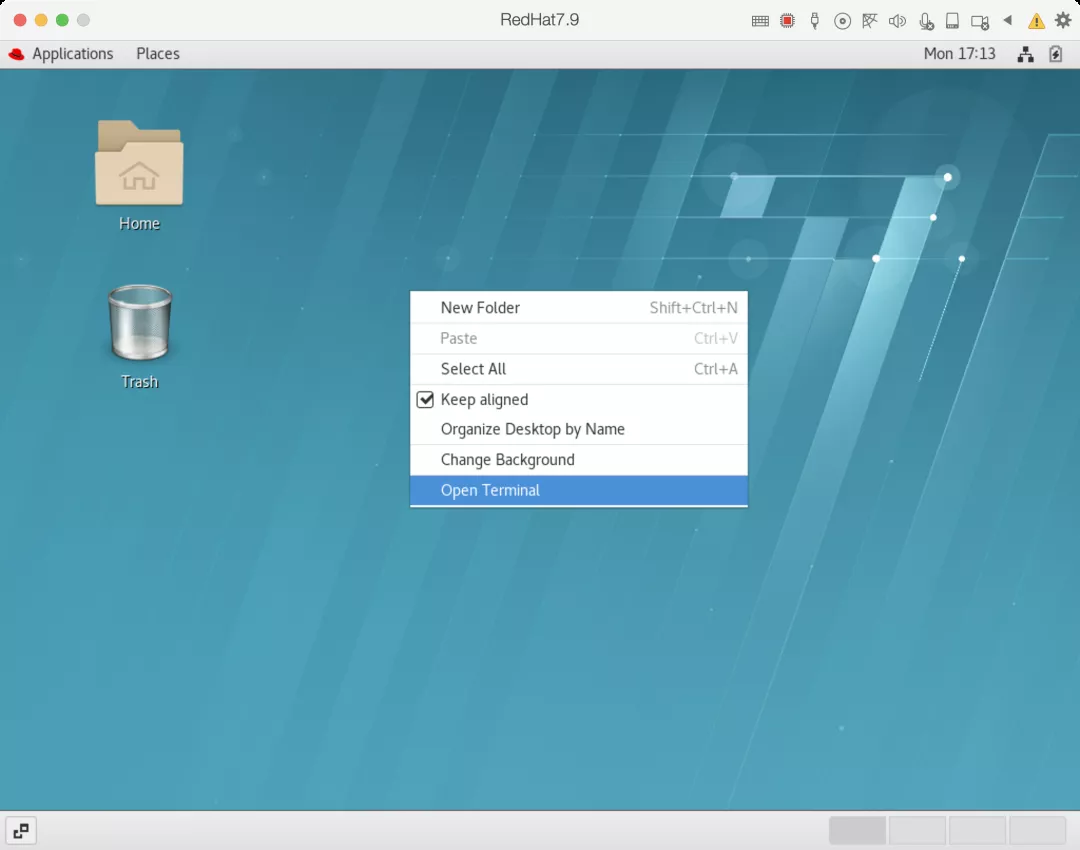 RedHat7.9
Applications Places Mon 17:13
Home
Trash
New Folder Shift+Ctrl+N
Paste Ctrl+V
Select All Ctrl+A
Keep aligned
Organize Desktop by Name
Change Background
Open Terminal